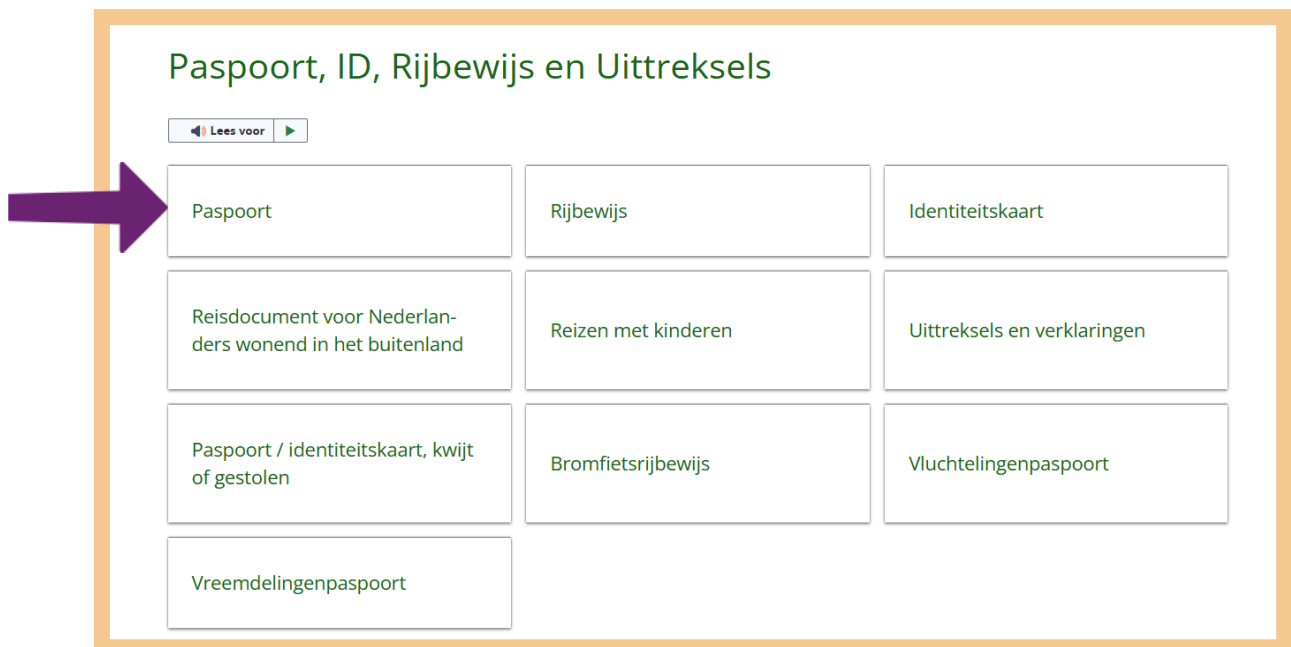 Paspoort, ID, Rijbewijs en Uittreksels
Lees voor
Paspoort
Rijbewijs
Identiteitskaart
Reisdocument voor Nederlan-
ders wonend in het buitenland
Reizen met kinderen
Uittreksels en verklaringen
Paspoort / identiteitskaart, kwijt
of gestolen
Bromfietsrijbewijs
Vluchtelingenpaspoort
Vreemdelingenpaspoort